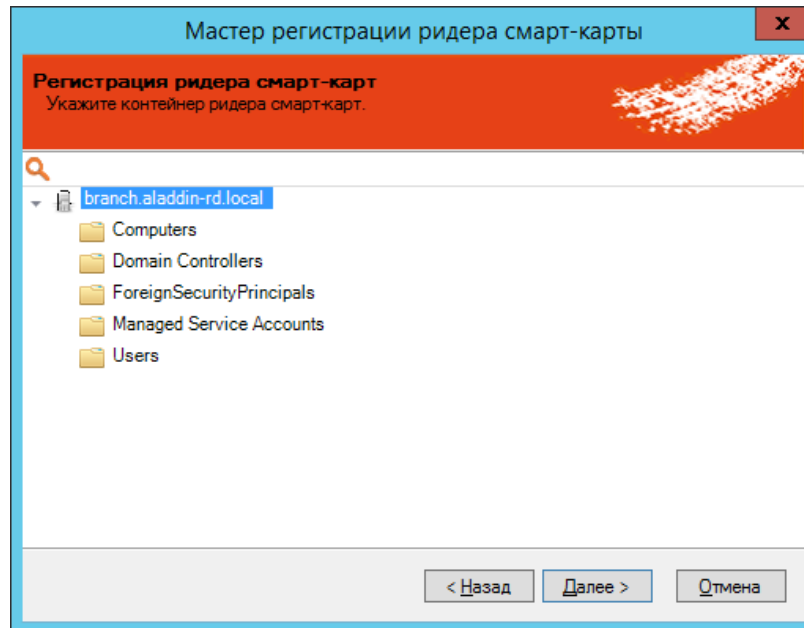 Мастер регистрации ридера смарт-карты
x
Регистрация ридера смарт-карт
Укажите контейнер ридера смарт-карт.
branch.aladdin-rd.local
Computers
Domain Controllers
ForeignSecurityPrincipals
Managed Service Accounts
Users
< Назад Далее > Отмена